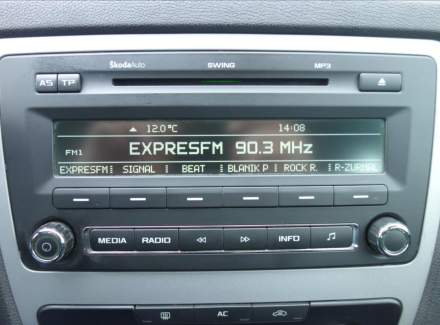 ŠkodaAuto SWING MP3
AS TP
12.0°C 14:08
FM1 EXPRESFM 90.3 MHz
EXPRESFM SIGNAL BEAT BLANIK P ROCK R. R-ZURNAL
MEDIA RADIO INFO
AC